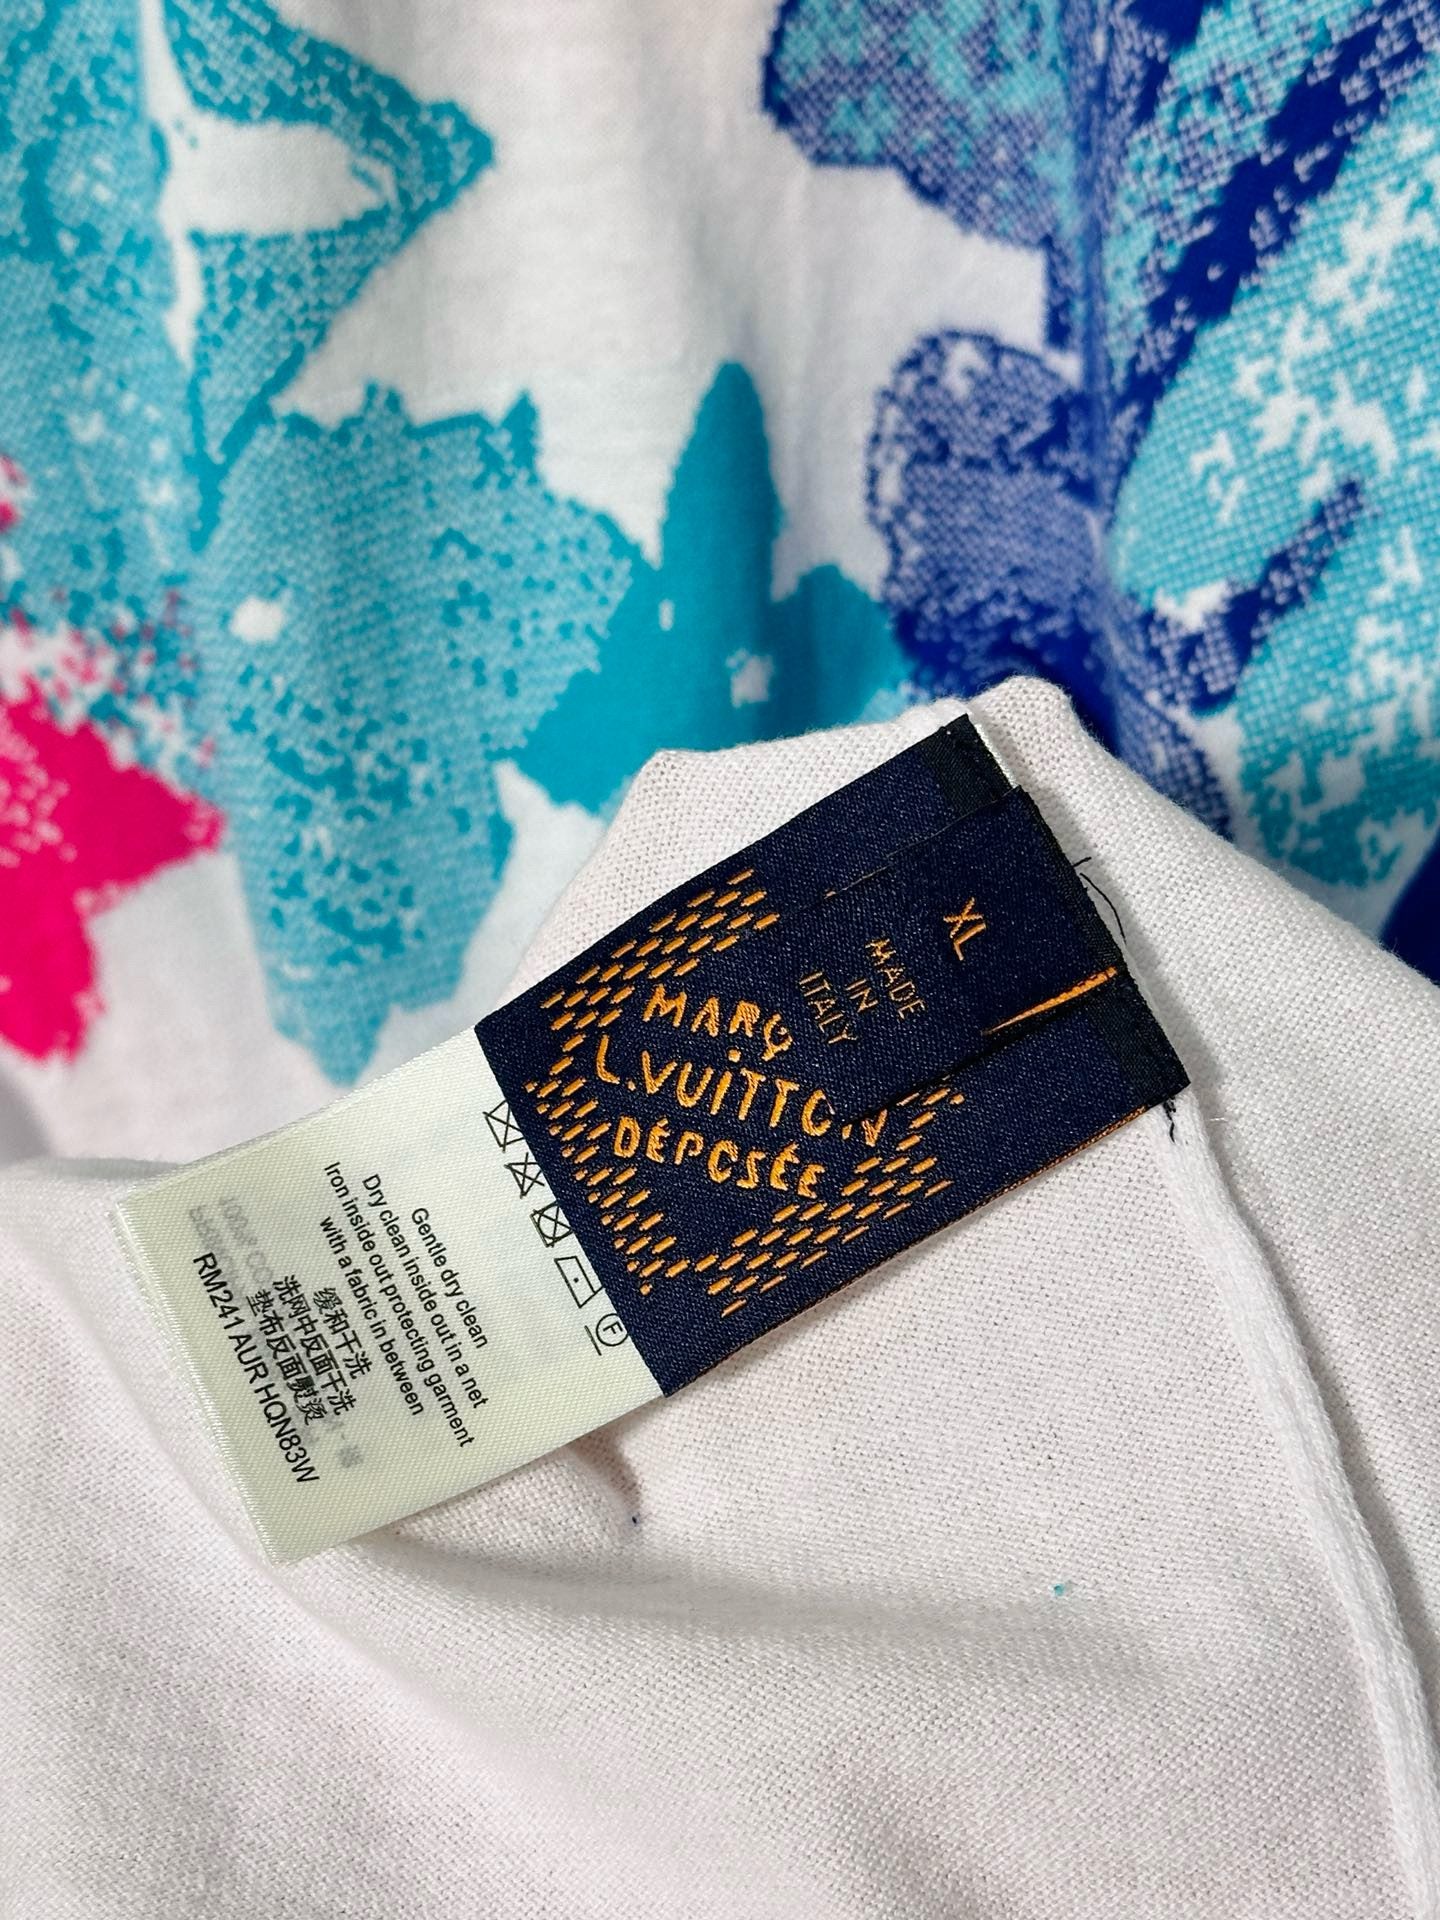 XL
MADE
IN
ITALY
MARQ
L.VUiTTON
DÉPOSÉE
F
Gentle dry clean
Dry clean inside out in a net
Iron inside out protecting garment
with a fabric in between
缓和干洗
洗网中反面干洗
垫布反面熨烫
RM241 AUR HQN83W